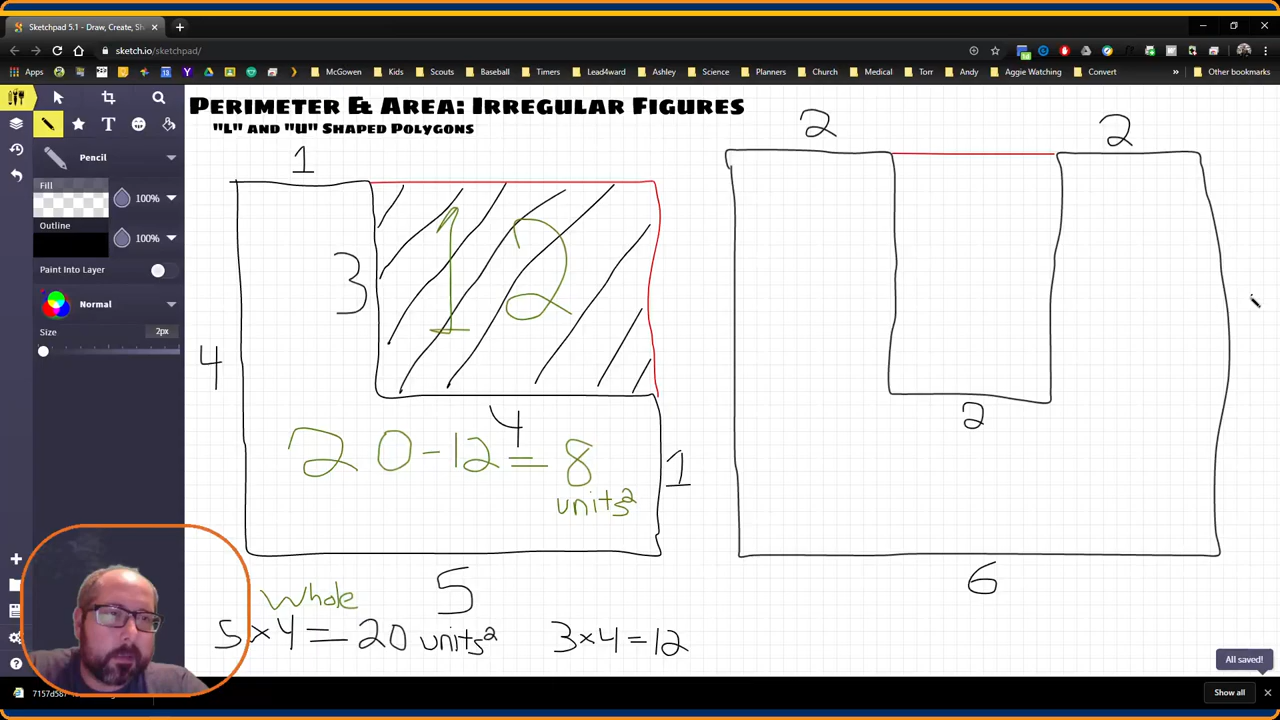 Sketchpad 5.1 - Draw, Create, Sh
sketch.io/sketchpad/
Apps
McGowen
Kids
Scouts
Baseball
Timers
Lead4ward
Ashley
Science
Planners
Church
Medical
Torr
Andy
Aggie Watching
Convert
»
Other bookmarks
Perimeter & Area: Irregular Figures
"L" and "U" Shaped Polygons
Pencil
Fill
100%
Outline
100%
Paint Into Layer
Normal
Size
2px
1
3
12
4
4
20-12=8
units²
1
5
Whole
5×4=20 units²
3×4=12
2
2
2
6
All saved!
Show all